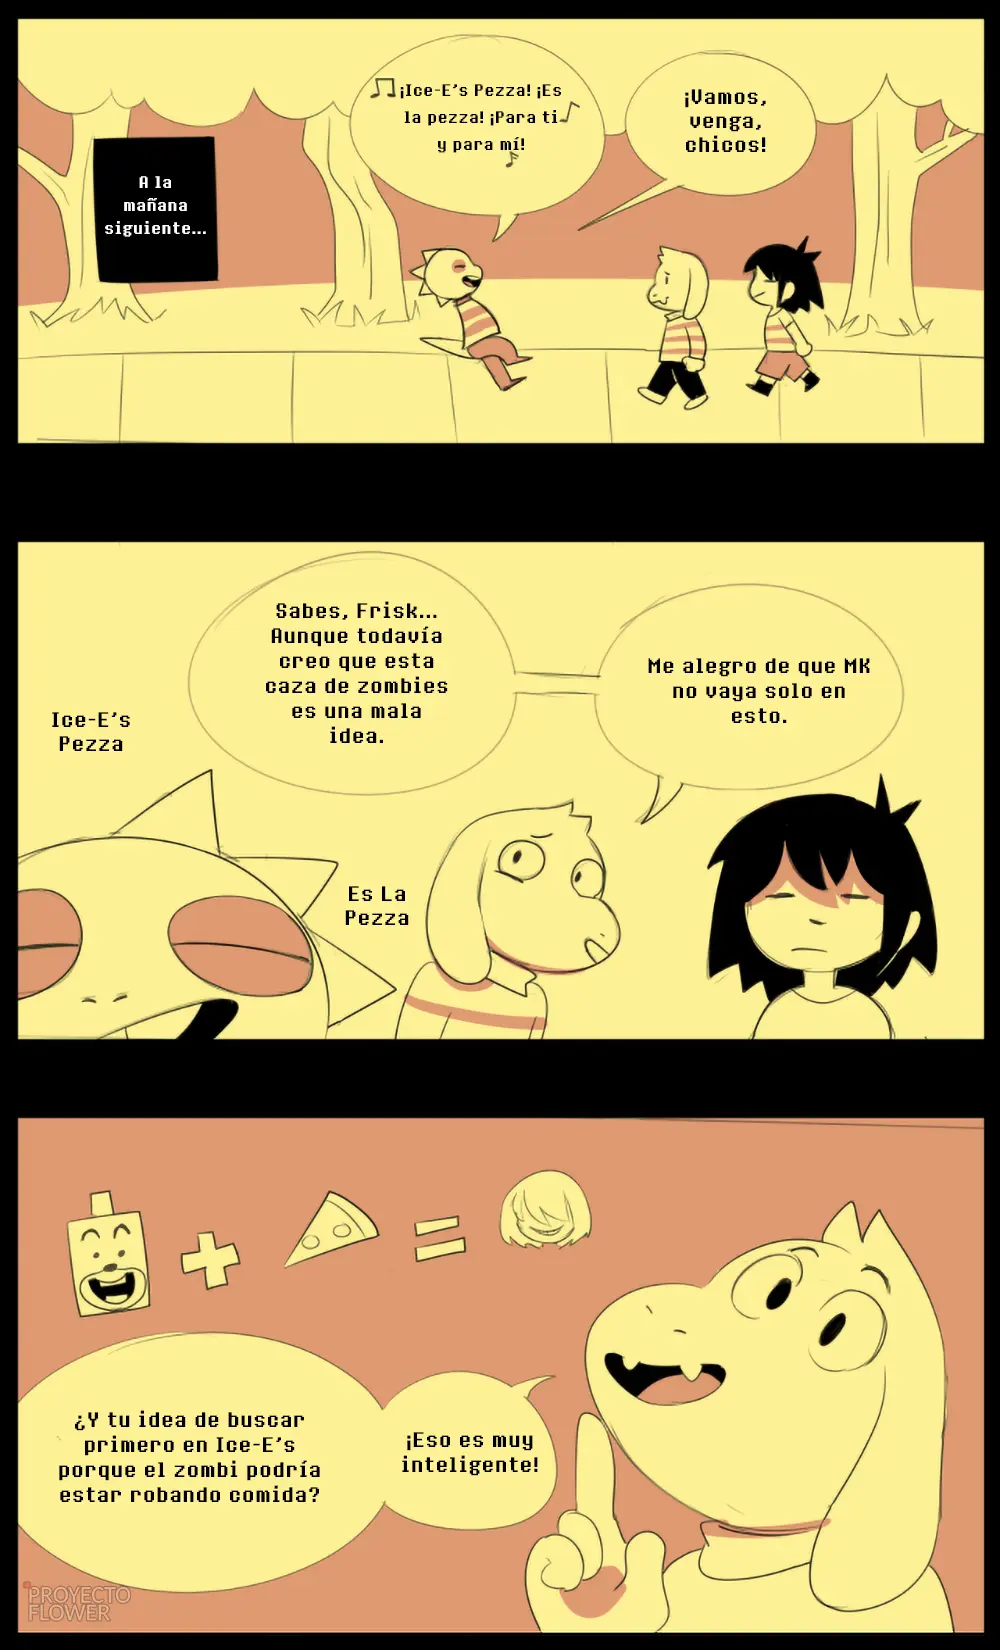 A la
mañana
siguiente...
¡Ice-E's Pezza! ¡Es
la pezza! ¡Para ti
y para mí!
¡Vamos,
venga,
chicos!
Sabes, Frisk...
Aunque todavía
creo que esta
caza de zombies
es una mala
idea.
Me alegro de que MK
no vaya solo en
esto.
Ice-E's
Pezza
Es La
Pezza
¿Y tu idea de buscar
primero en Ice-E's
porque el zombi podría
estar robando comida?
¡Eso es muy
inteligente!
PROYECTO
FLOWER